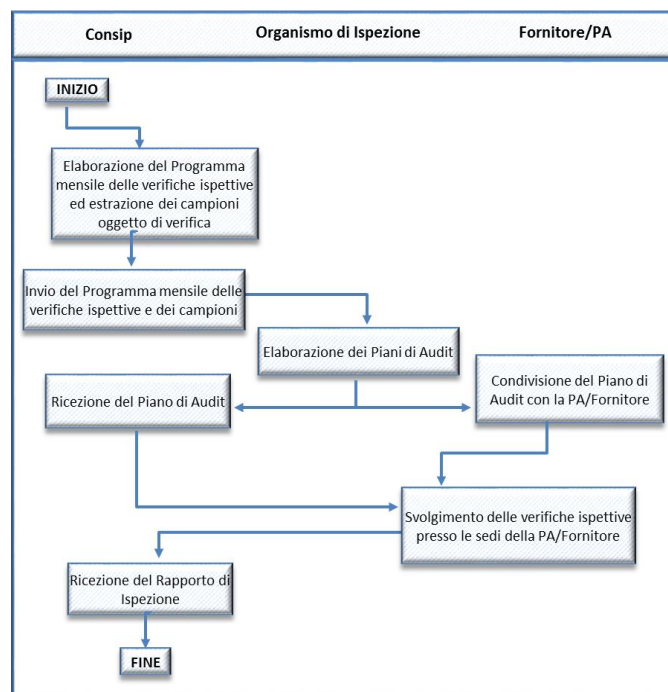 Consip
Organismo di Ispezione
Fornitore/PA
INIZIO
Elaborazione del Programma
mensile delle verifiche ispettive
ed estrazione dei campioni
oggetto di verifica
Invio del Programma mensile delle
verifiche ispettive e dei campioni
Elaborazione dei Piani di Audit
Ricezione del Piano di Audit
Condivisione del Piano di
Audit con la PA/Fornitore
Svolgimento delle verifiche ispettive
presso le sedi della PA/Fornitore
Ricezione del Rapporto di
Ispezione
FINE